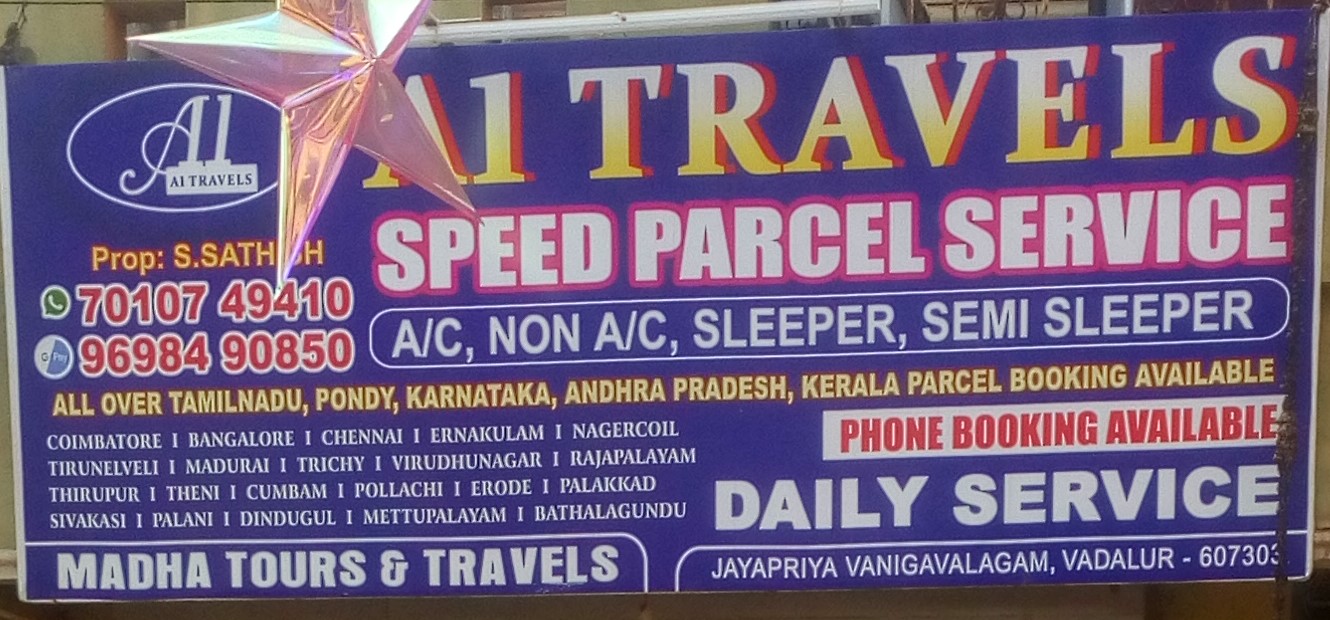 A1
A1 TRAVELS
A1 TRAVELS
SPEED PARCEL SERVICE
Prop: S.SATHISH
70107 49410
G Pay 96984 90850
A/C, NON A/C, SLEEPER, SEMI SLEEPER
ALL OVER TAMILNADU, PONDY, KARNATAKA, ANDHRA PRADESH, KERALA PARCEL BOOKING AVAILABLE
COIMBATORE I BANGALORE I CHENNAI I ERNAKULAM I NAGERCOIL
TIRUNELVELI I MADURAI I TRICHY I VIRUDHUNAGAR I RAJAPALAYAM
THIRUPUR I THENI I CUMBAM I POLLACHI I ERODE I PALAKKAD
SIVAKASI I PALANI I DINDUGUL I METTUPALAYAM I BATHALAGUNDU
PHONE BOOKING AVAILABLE
DAILY SERVICE
MADHA TOURS & TRAVELS
JAYAPRIYA VANIGAVALAGAM, VADALUR - 607303